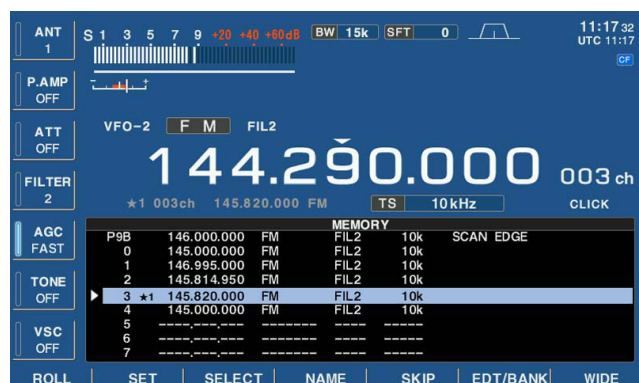 ANT
1
S 1 3 5 7 9 +20 +40 +60dB BW 15k SFT 0
11:17 32
UTC 11:17
CF
P.AMP
OFF
ATT
OFF
VFO-2 F M FIL2
144.290.000 003 ch
FILTER
2
★1 003ch 145.820.000 FM TS 10kHz CLICK
AGC
FAST
MEMORY
P9B 146.000.000 FM FIL2 10k SCAN EDGE
0 145.000.000 FM FIL2 10k
1 146.995.000 FM FIL2 10k
2 145.814.950 FM FIL2 10k
3 ★1 145.820.000 FM FIL2 10k
4 145.000.000 FM FIL2 10k
5 ----.---.--- ------- ---- -----
6 ----.---.--- ------- ---- -----
7 ----.---.--- ------- ---- -----
TONE
OFF
VSC
OFF
ROLL SET SELECT NAME SKIP EDT/BANK WIDE